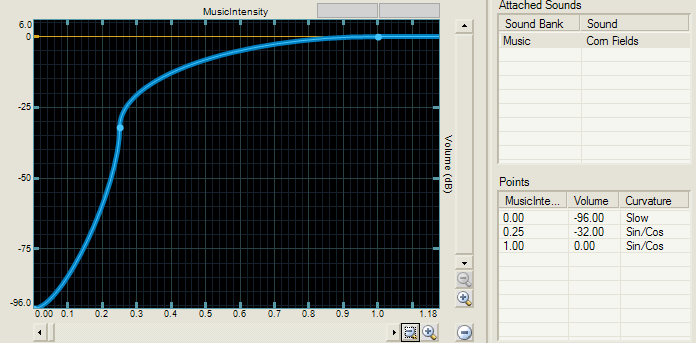 MusicIntensity
6.0
0
-25
-50
-75
-96.0
0.00 0.1 0.2 0.3 0.4 0.5 0.6 0.7 0.8 0.9 1.0 1.18
Volume (dB)
Attached Sounds
Sound Bank Sound
Music Corn Fields
Points
MusicInte... Volume Curvature
0.00 -96.00 Slow
0.25 -32.00 Sin/Cos
1.00 0.00 Sin/Cos